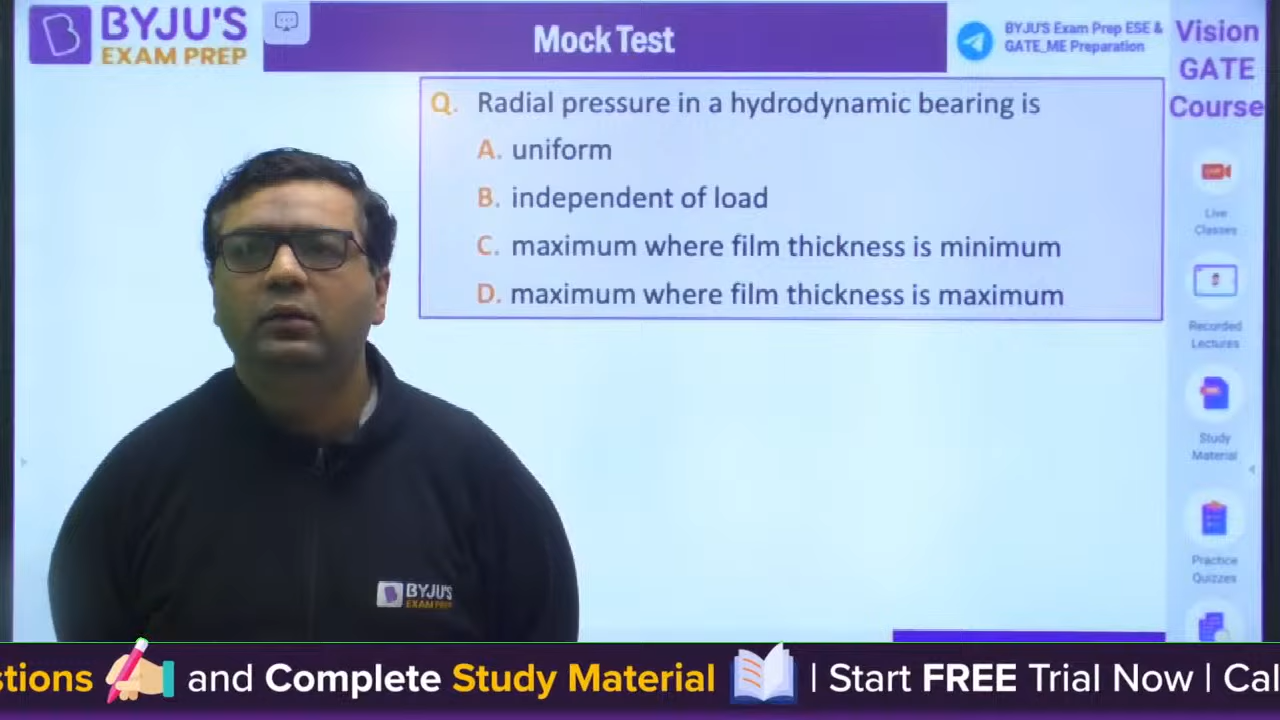 BYJU'S
EXAM PREP
Mock Test
BYJU'S Exam Prep ESE &
GATE_ME Preparation
Vision
GATE
Course
Q. Radial pressure in a hydrodynamic bearing is
A. uniform
B. independent of load
C. maximum where film thickness is minimum
D. maximum where film thickness is maximum
Live
Classes
Recorded
Lectures
Study
Material
Practice
Quizzes
BYJU'S
EXAM PREP
stions and Complete Study Material | Start FREE Trial Now | Cal